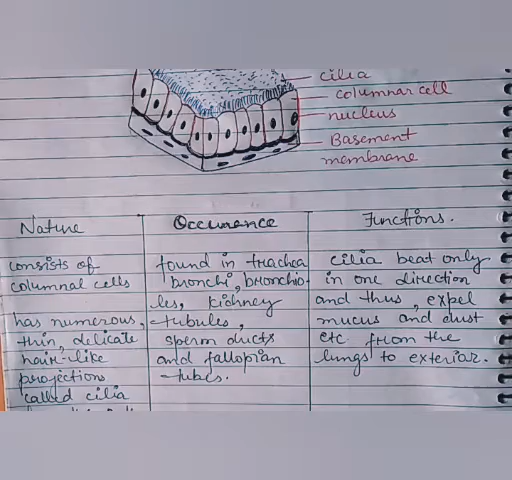 cilia
columnar cell
nucleus
Basement
membrane
Nature
Occurance
Functions.
consists of
columnal cells
has numerous,
thin, delicate
hair-like
projections
called cilia
found in trachea
bronchi, bronchio-
les, kidney
tubules,
sperm ducts
and fallopian
tubes.
cilia beat only
in one direction
and thus, expel
mucus and dust
etc from the
lungs to exterior.